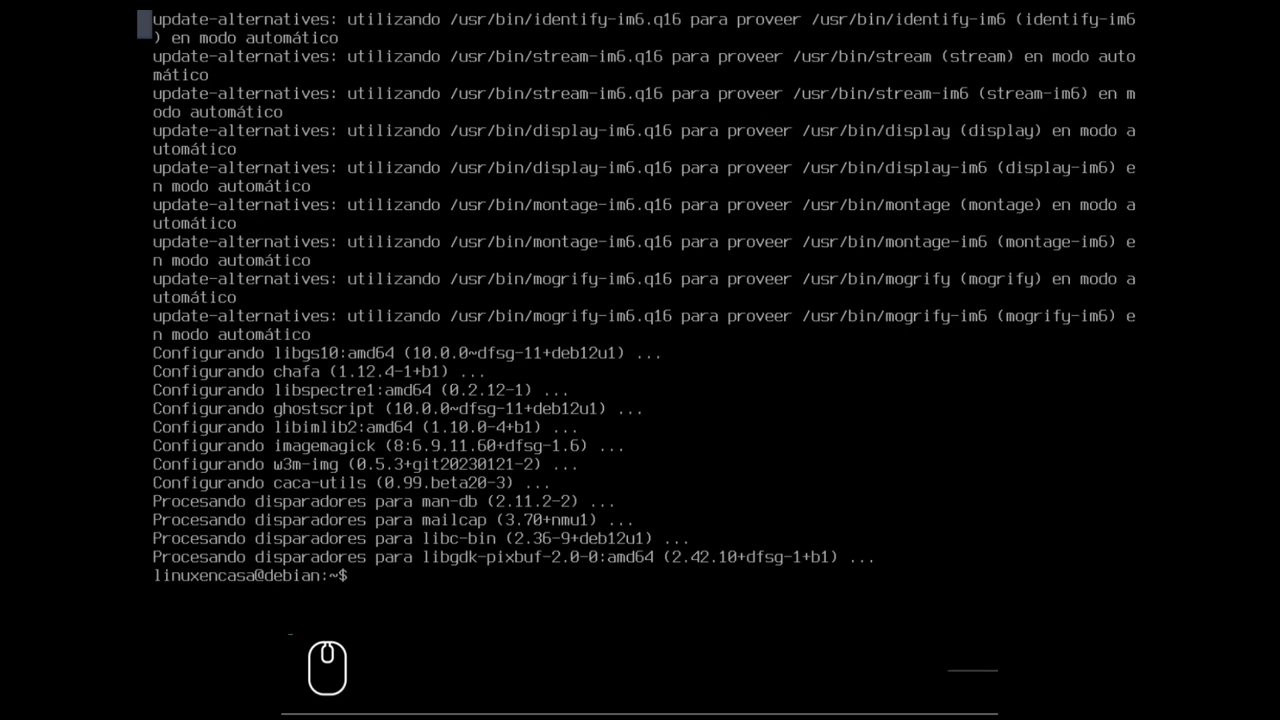 update-alternatives: utilizando /usr/bin/identify-im6.q16 para proveer /usr/bin/identify-im6 (identify-im6
) en modo automático
update-alternatives: utilizando /usr/bin/stream-im6.q16 para proveer /usr/bin/stream (stream) en modo auto
mático
update-alternatives: utilizando /usr/bin/stream-im6.q16 para proveer /usr/bin/stream-im6 (stream-im6) en m
odo automático
update-alternatives: utilizando /usr/bin/display-im6.q16 para proveer /usr/bin/display (display) en modo a
utomático
update-alternatives: utilizando /usr/bin/display-im6.q16 para proveer /usr/bin/display-im6 (display-im6) e
n modo automático
update-alternatives: utilizando /usr/bin/montage-im6.q16 para proveer /usr/bin/montage (montage) en modo a
utomático
update-alternatives: utilizando /usr/bin/montage-im6.q16 para proveer /usr/bin/montage-im6 (montage-im6) e
n modo automático
update-alternatives: utilizando /usr/bin/mogrify-im6.q16 para proveer /usr/bin/mogrify (mogrify) en modo a
utomático
update-alternatives: utilizando /usr/bin/mogrify-im6.q16 para proveer /usr/bin/mogrify-im6 (mogrify-im6) e
n modo automático
Configurando libgs10:amd64 (10.0.0~dfsg-11+deb12u1) ...
Configurando chafa (1.12.4-1+b1) ...
Configurando libspectre1:amd64 (0.2.12-1) ...
Configurando ghostscript (10.0.0~dfsg-11+deb12u1) ...
Configurando libimlib2:amd64 (1.10.0-4+b1) ...
Configurando imagemagick (8:6.9.11.60+dfsg-1.6) ...
Configurando w3m-img (0.5.3+git20230121-2) ...
Configurando caca-utils (0.99.beta20-3) ...
Procesando disparadores para man-db (2.11.2-2) ...
Procesando disparadores para mailcap (3.70+nmu1) ...
Procesando disparadores para libc-bin (2.36-9+deb12u1) ...
Procesando disparadores para libgdk-pixbuf-2.0-0:amd64 (2.42.10+dfsg-1+b1) ...
linuxencasa@debian:~$